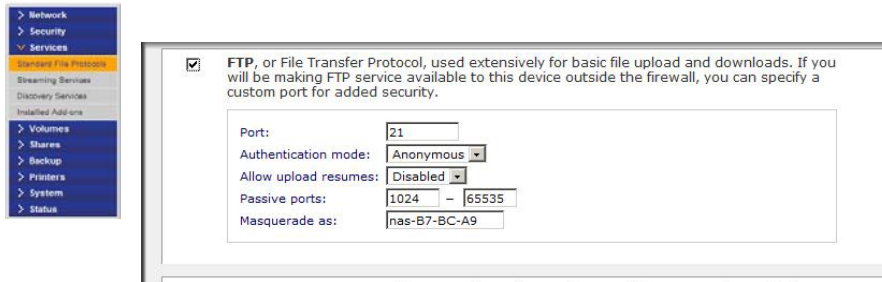 > Network
> Security
v Services
Standard File Protocols
Streaming Services
Discovery Services
Installed Add-ons
> Volumes
> Shares
> Backup
> Printers
> System
> Status
FTP, or File Transfer Protocol, used extensively for basic file upload and downloads. If you
will be making FTP service available to this device outside the firewall, you can specify a
custom port for added security.
Port: 21
Authentication mode: Anonymous
Allow upload resumes: Disabled
Passive ports: 1024 – 65535
Masquerade as: nas-B7-BC-A9